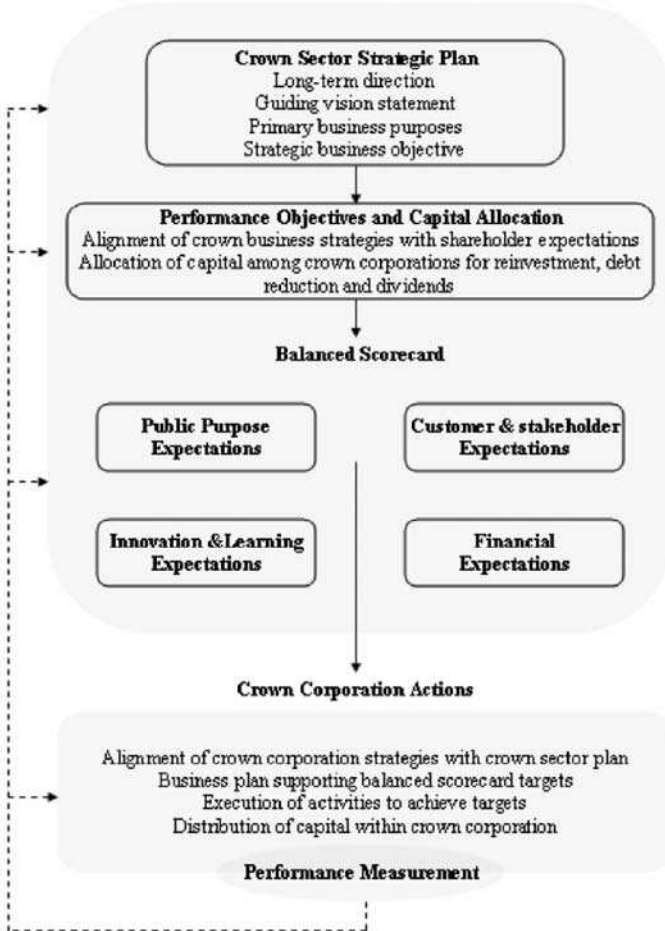 Crown Sector Strategic Plan
Long-term direction
Guiding vision statement
Primary business purposes
Strategic business objective
Performance Objectives and Capital Allocation
Alignment of crown business strategies with shareholder expectations
Allocation of capital among crown corporations for reinvestment, debt
reduction and dividends
Balanced Scorecard
Public Purpose
Expectations
Customer & stakeholder
Expectations
Innovation &Learning
Expectations
Financial
Expectations
Crown Corporation Actions
Alignment of crown corporation strategies with crown sector plan
Business plan supporting balanced scorecard targets
Execution of activities to achieve targets
Distribution of capital within crown corporation
Performance Measurement